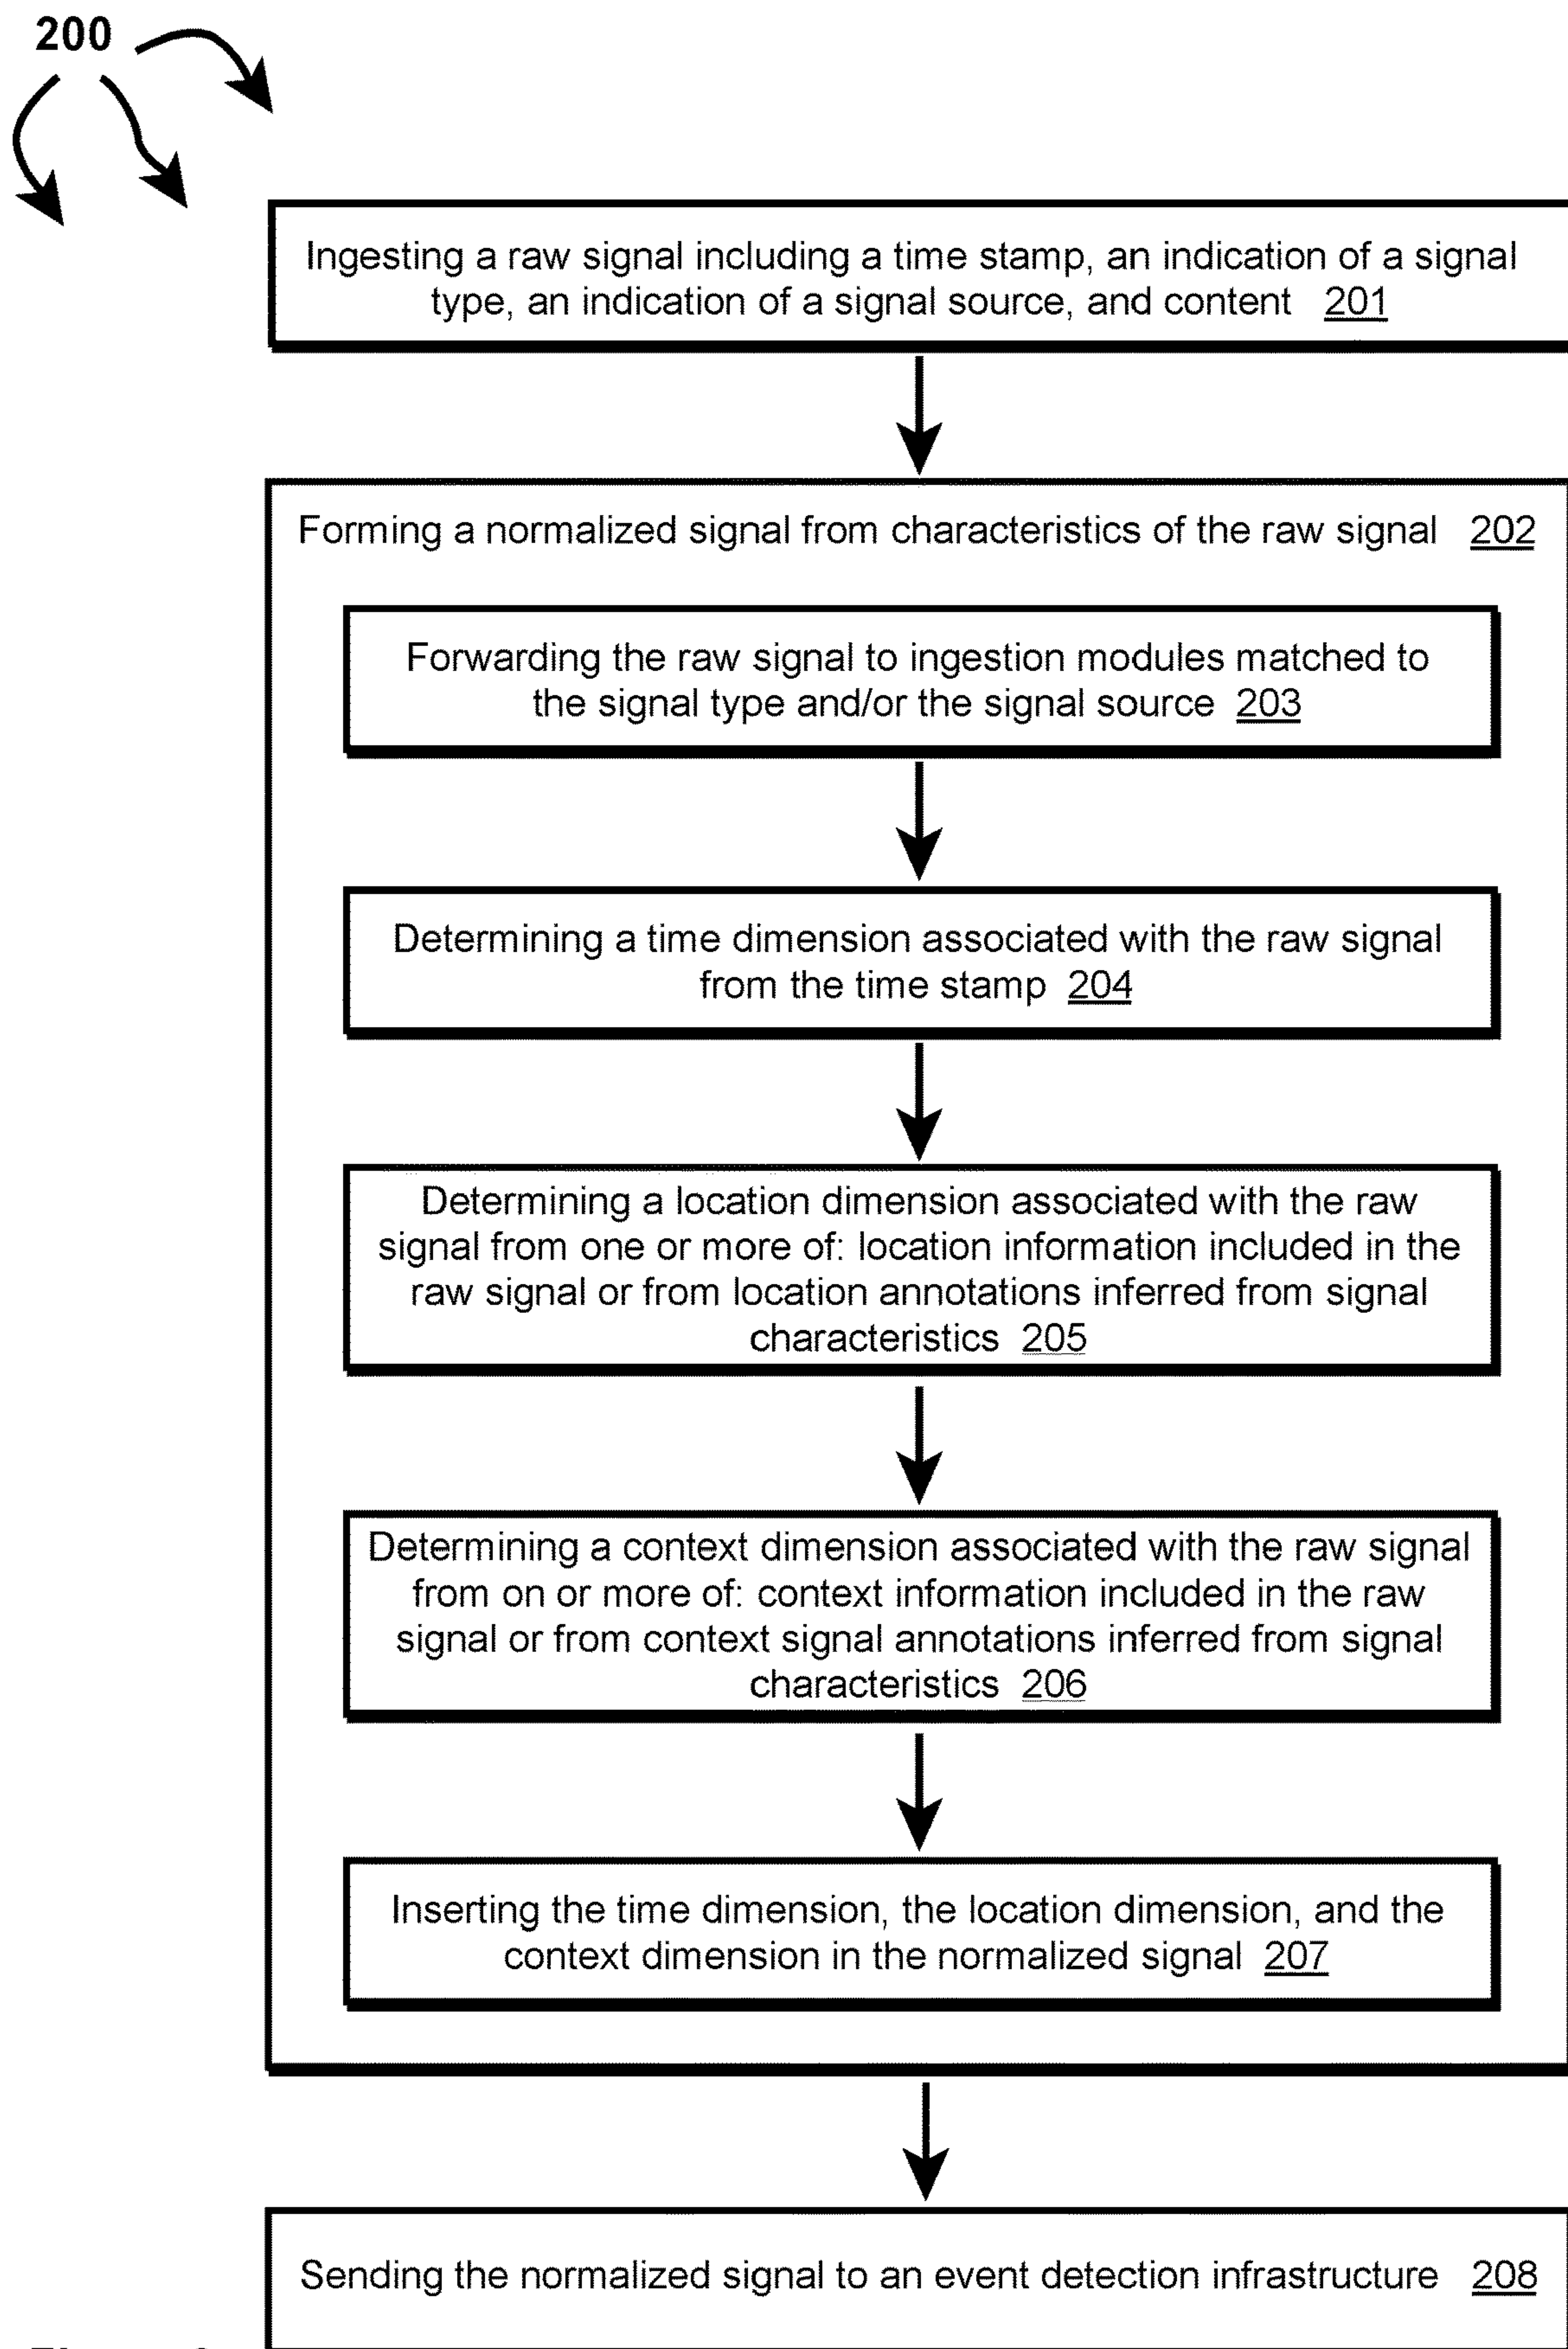 200
Ingesting a raw signal including a time stamp, an indication of a signal
type, an indication of a signal source, and content 201
Forming a normalized signal from characteristics of the raw signal 202
Forwarding the raw signal to ingestion modules matched to
the signal type and/or the signal source 203
Determining a time dimension associated with the raw signal
from the time stamp 204
Determining a location dimension associated with the raw
signal from one or more of: location information included in the
raw signal or from location annotations inferred from signal
characteristics 205
Determining a context dimension associated with the raw signal
from on or more of: context information included in the raw
signal or from context signal annotations inferred from signal
characteristics 206
Inserting the time dimension, the location dimension, and the
context dimension in the normalized signal 207
Sending the normalized signal to an event detection infrastructure 208